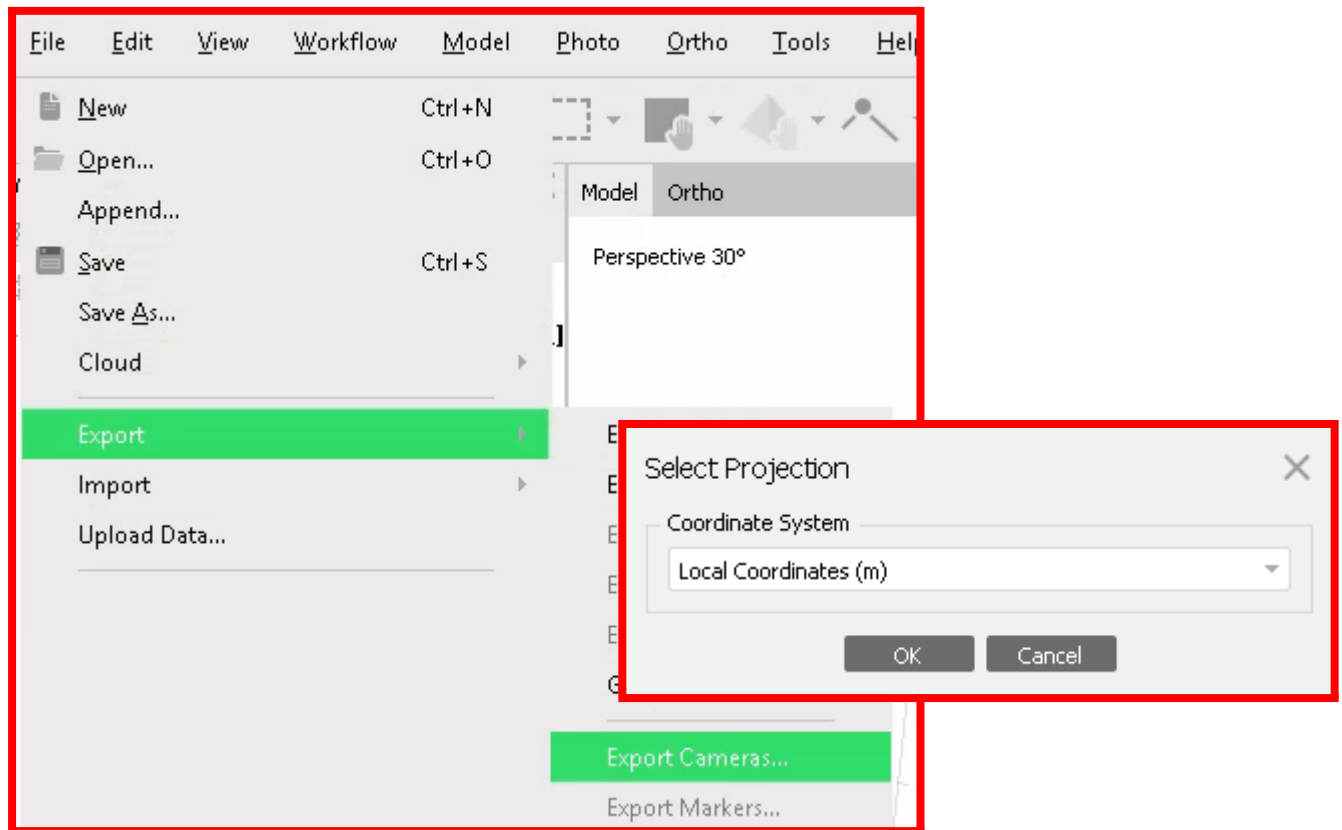 File Edit View Workflow Model Photo Ortho Tools Help
New Ctrl+N
Open... Ctrl+O
Append...
Save Ctrl+S
Save As...
Cloud
Export
Import
Upload Data...
Model Ortho
Perspective 30°
Export Cameras...
Export Markers...
Select Projection
Coordinate System
Local Coordinates (m)
OK Cancel